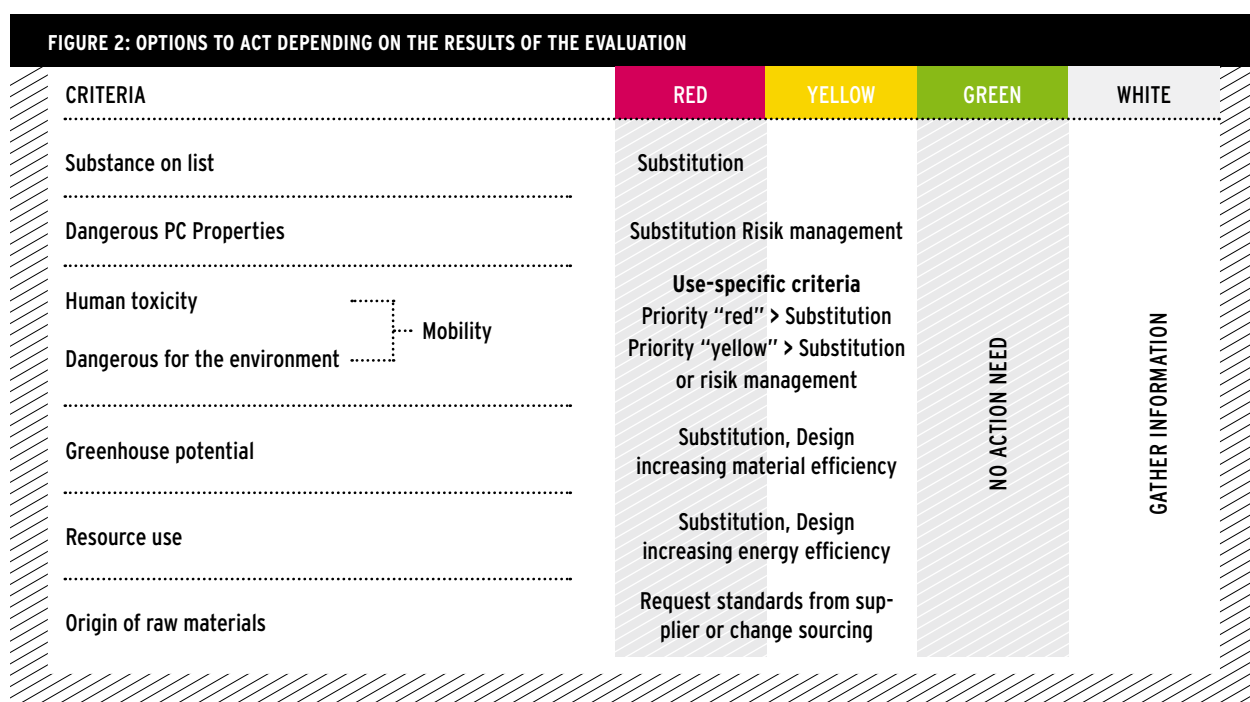 FIGURE 2: OPTIONS TO ACT DEPENDING ON THE RESULTS OF THE EVALUATION
CRITERIA RED YELLOW GREEN WHITE
Substance on list Substitution
Dangerous PC Properties Substitution Risik management
Human toxicity
Dangerous for the environment
Mobility
Use-specific criteria
Priority “red” > Substitution
Priority “yellow” > Substitution
or risik management
Greenhouse potential
Substitution, Design
increasing material efficiency
Resource use
Substitution, Design
increasing energy efficiency
Origin of raw materials
Request standards from sup-
plier or change sourcing
NO ACTION NEED
GATHER INFORMATION